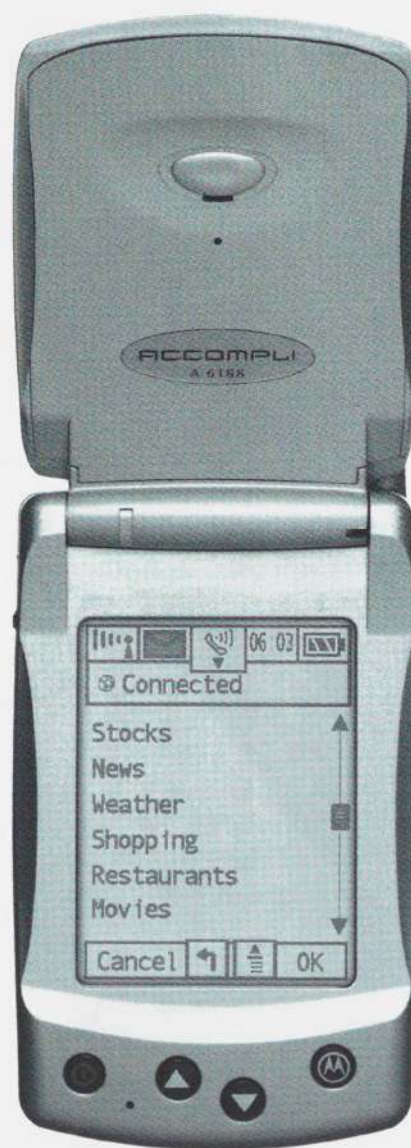 ACCOMPLI
A 6188
06:03
Connected
Stocks
News
Weather
Shopping
Restaurants
Movies
Cancel OK